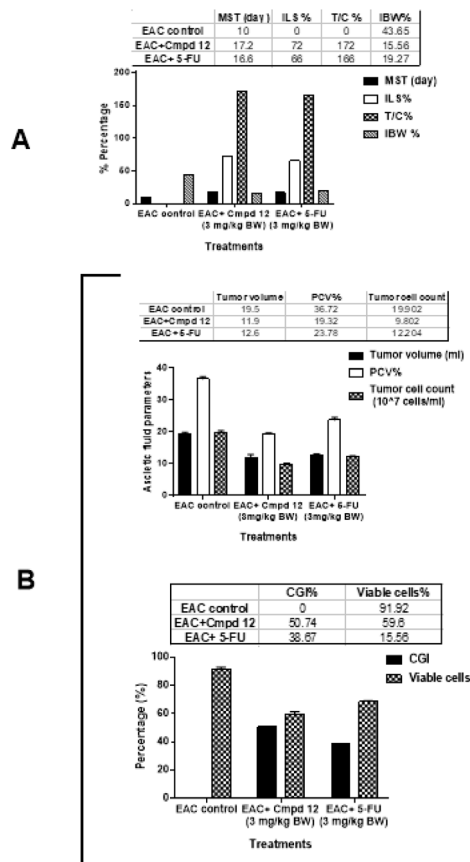 MST (day) ILS % T/C% IBW%
EAC control 10 0 0 43.65
EAC+Cmpd 12 17.2 72 172 15.56
EAC+ 5-FU 16.6 66 166 19.27
A
200
150
100
50
0
% Percentage
MST (day)
ILS%
T/C%
IBW %
EAC control EAC+ Cmpd 12 EAC+ 5-FU
(3 mg/kg BW) (3 mg/kg BW)
Treatments
B
Tumor volume PCV% Tumor cell count
EAC control 19.5 36.72 19.902
EAC+Cmpd 12 11.9 19.32 9.802
EAC+ 5-FU 12.6 23.78 12.204
Tumor volume (ml)
PCV%
Tumor cell count
(10^7 cells/ml)
40
30
20
10
0
Ascietic fluid parameters
EAC control EAC+ Cmpd 12 EAC+ 5-FU
(3mg/kg BW) (3mg/kg BW)
Treatments
CGI% Viable cells%
EAC control 0 91.92
EAC+Cmpd 12 50.74 59.6
EAC+ 5-FU 38.67 15.56
CGI
Viable cells
100
80
60
40
20
0
Percentage (%)
EAC control EAC+ Cmpd 12 EAC+ 5-FU
(3 mg/kg BW) (3 mg/kg BW)
Treatments